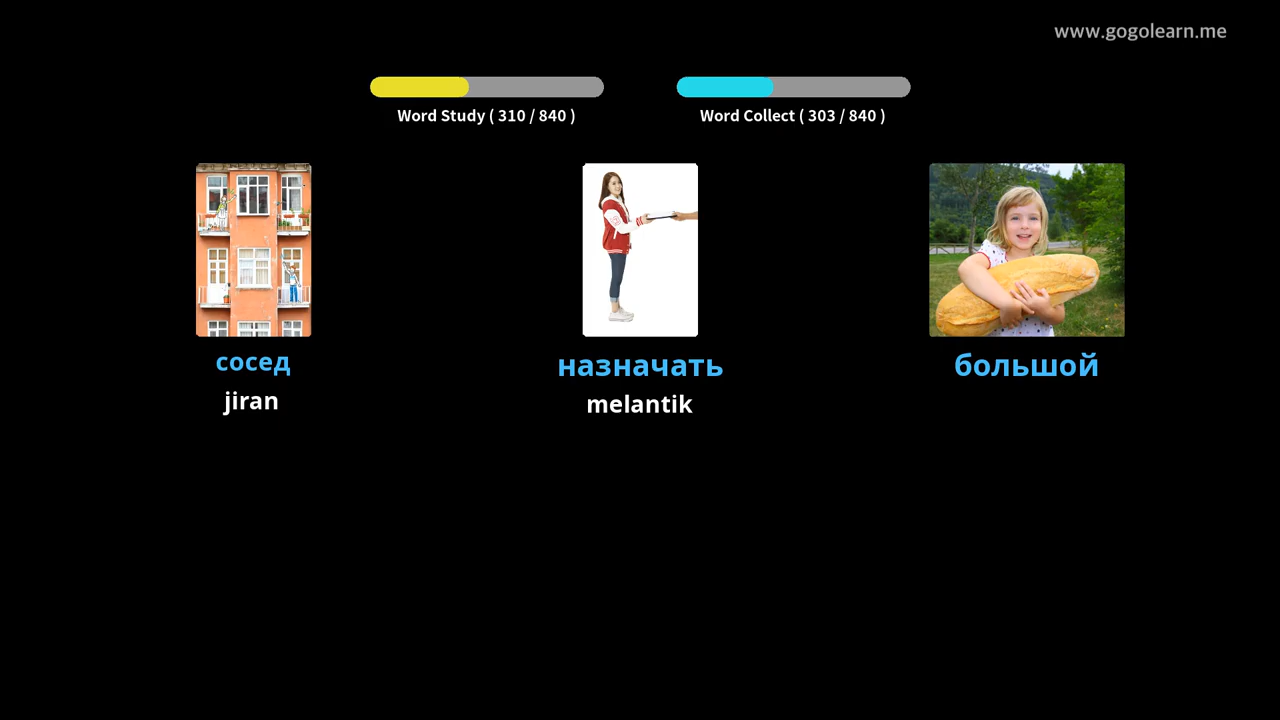 www.gogolearn.me
Word Study ( 310 / 840 )
Word Collect ( 303 / 840 )
сосед
jiran
назначать
melantik
большой